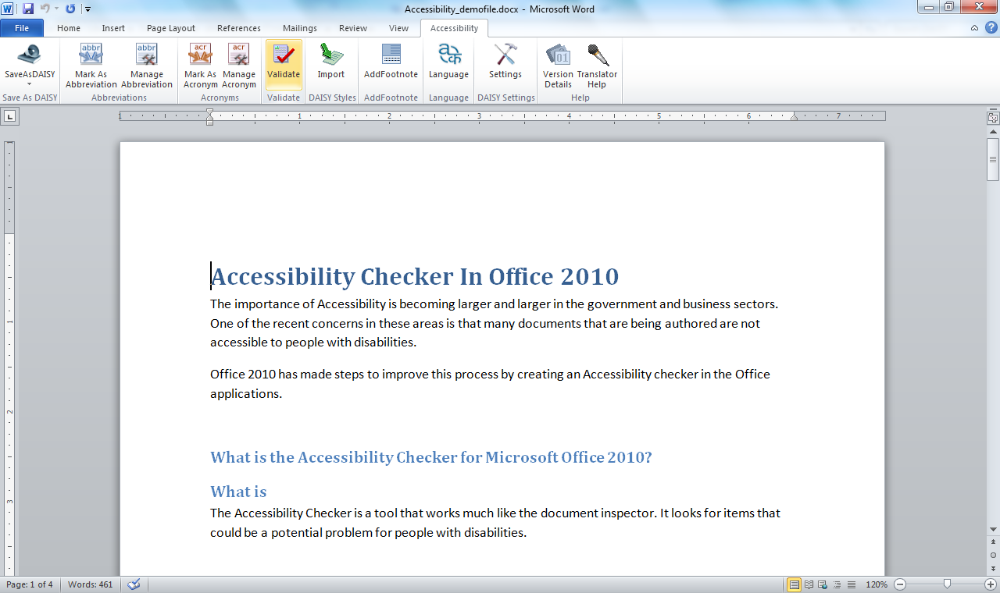 Accessibility_demofile.docx - Microsoft Word
File Home Insert Page Layout References Mailings Review View Accessibility
SaveAsDAISY
Mark As Abbreviation
Manage Abbreviation
Mark As Acronym
Manage Acronym
Validate
Import
AddFootnote
Language
Settings
Version Details
Translator Help
Save As DAISY Abbreviations Acronyms Validate DAISY Styles AddFootnote Language DAISY Settings Help
1 1 2 3 4 5 6 7
Accessibility Checker In Office 2010
The importance of Accessibility is becoming larger and larger in the government and business sectors.
One of the recent concerns in these areas is that many documents that are being authored are not
accessible to people with disabilities.
Office 2010 has made steps to improve this process by creating an Accessibility checker in the Office
applications.
What is the Accessibility Checker for Microsoft Office 2010?
What is
The Accessibility Checker is a tool that works much like the document inspector. It looks for items that
could be a potential problem for people with disabilities.
1
2
3
Page: 1 of 4 Words: 461 120%